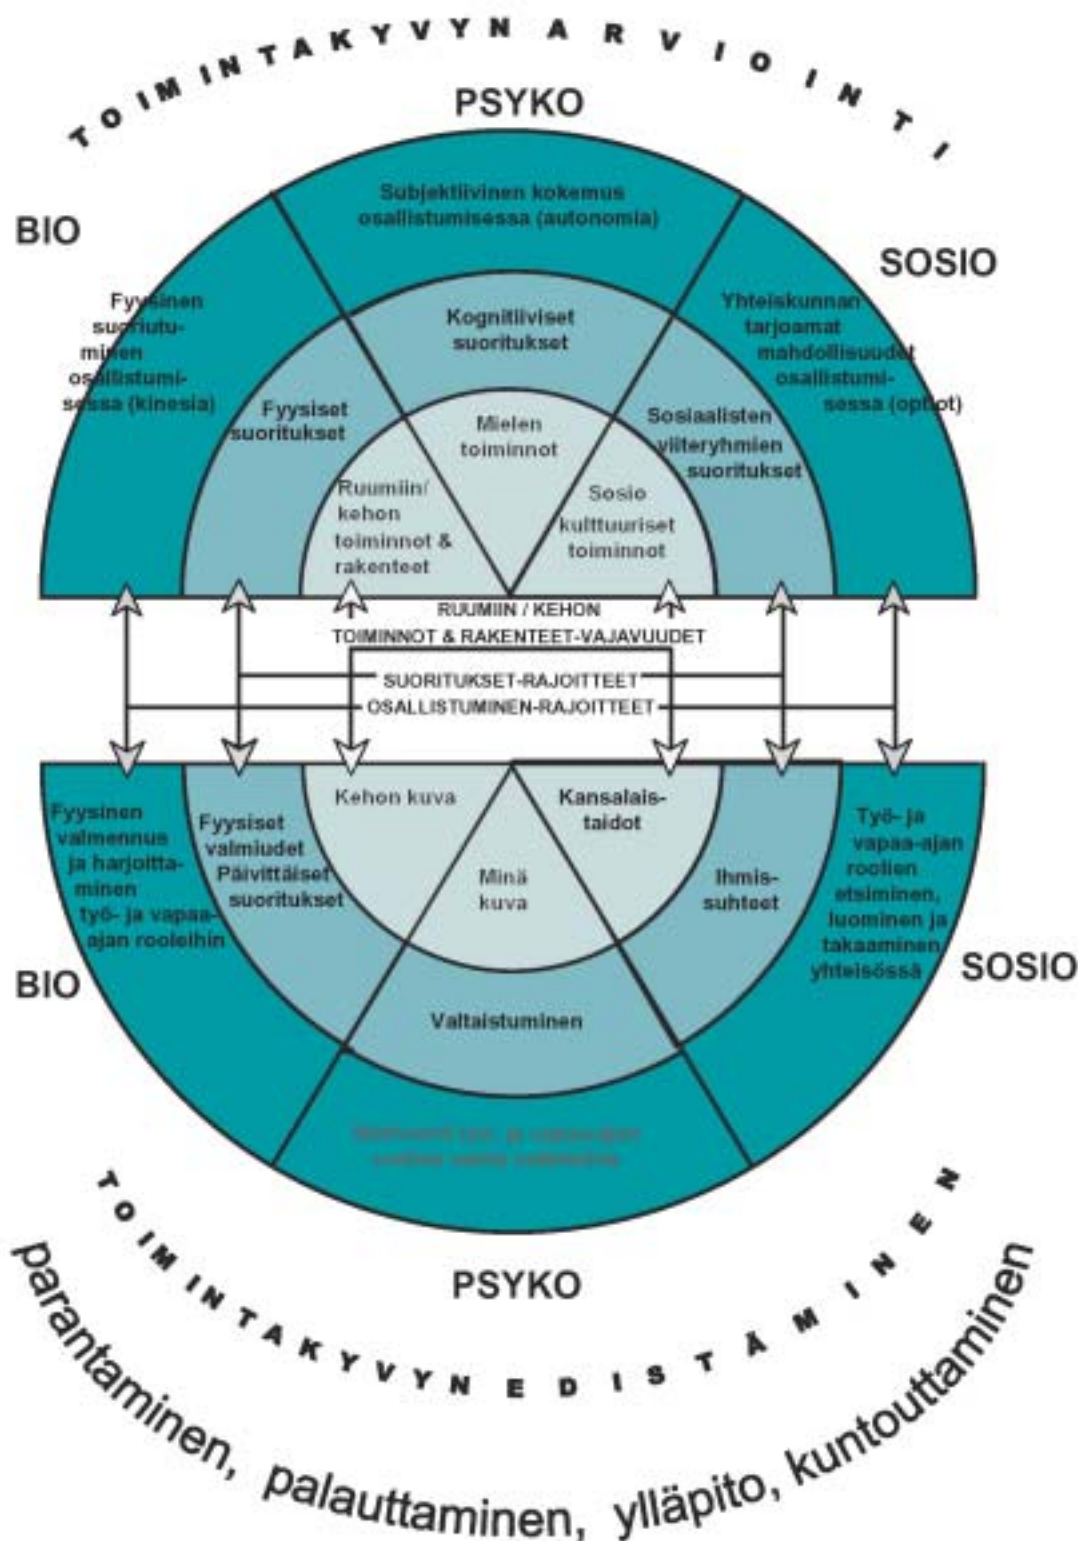 TOIMINTAKYVYN ARVIOINTI
PSYKO
BIO
SOSIO
Subjektiivinen kokemus
osallistumisessa (autonomia)
Fyysinen
suoriutu-
minen
osallistumi-
sessa (kinesia)
Yhteiskunnan
tarjoamat
mahdollisuudet
osallistumi-
sessa (optiot)
Kognitiiviset
suoritukset
Fyysiset
suoritukset
Sosiaalisten
viiteryhmien
suoritukset
Mielen
toiminnot
Ruumiin/
kehon
toiminnot &
rakenteet
Sosio
kulttuuriset
toiminnot
RUUMIIN / KEHON
TOIMINNOT & RAKENTEET-VAJAVUUDET
SUORITUKSET-RAJOITTEET
OSALLISTUMINEN-RAJOITTEET
Kehon kuva
Kansalais-
taidot
Minä
kuva
Fyysiset
valmiudet
Päivittäiset
suoritukset
Ihmis-
suhteet
Fyysinen
valmennus
ja harjoitta-
minen
työ- ja vapaa-
ajan rooleihin
Työ- ja
vapaa-ajan
roolien
etsiminen,
luominen ja
takaaminen
yhteisössä
Valtaistuminen
BIO
SOSIO
PSYKO
TOIMINTAKYVYN EDISTÄMINEN
parantaminen, palauttaminen, ylläpito, kuntouttaminen